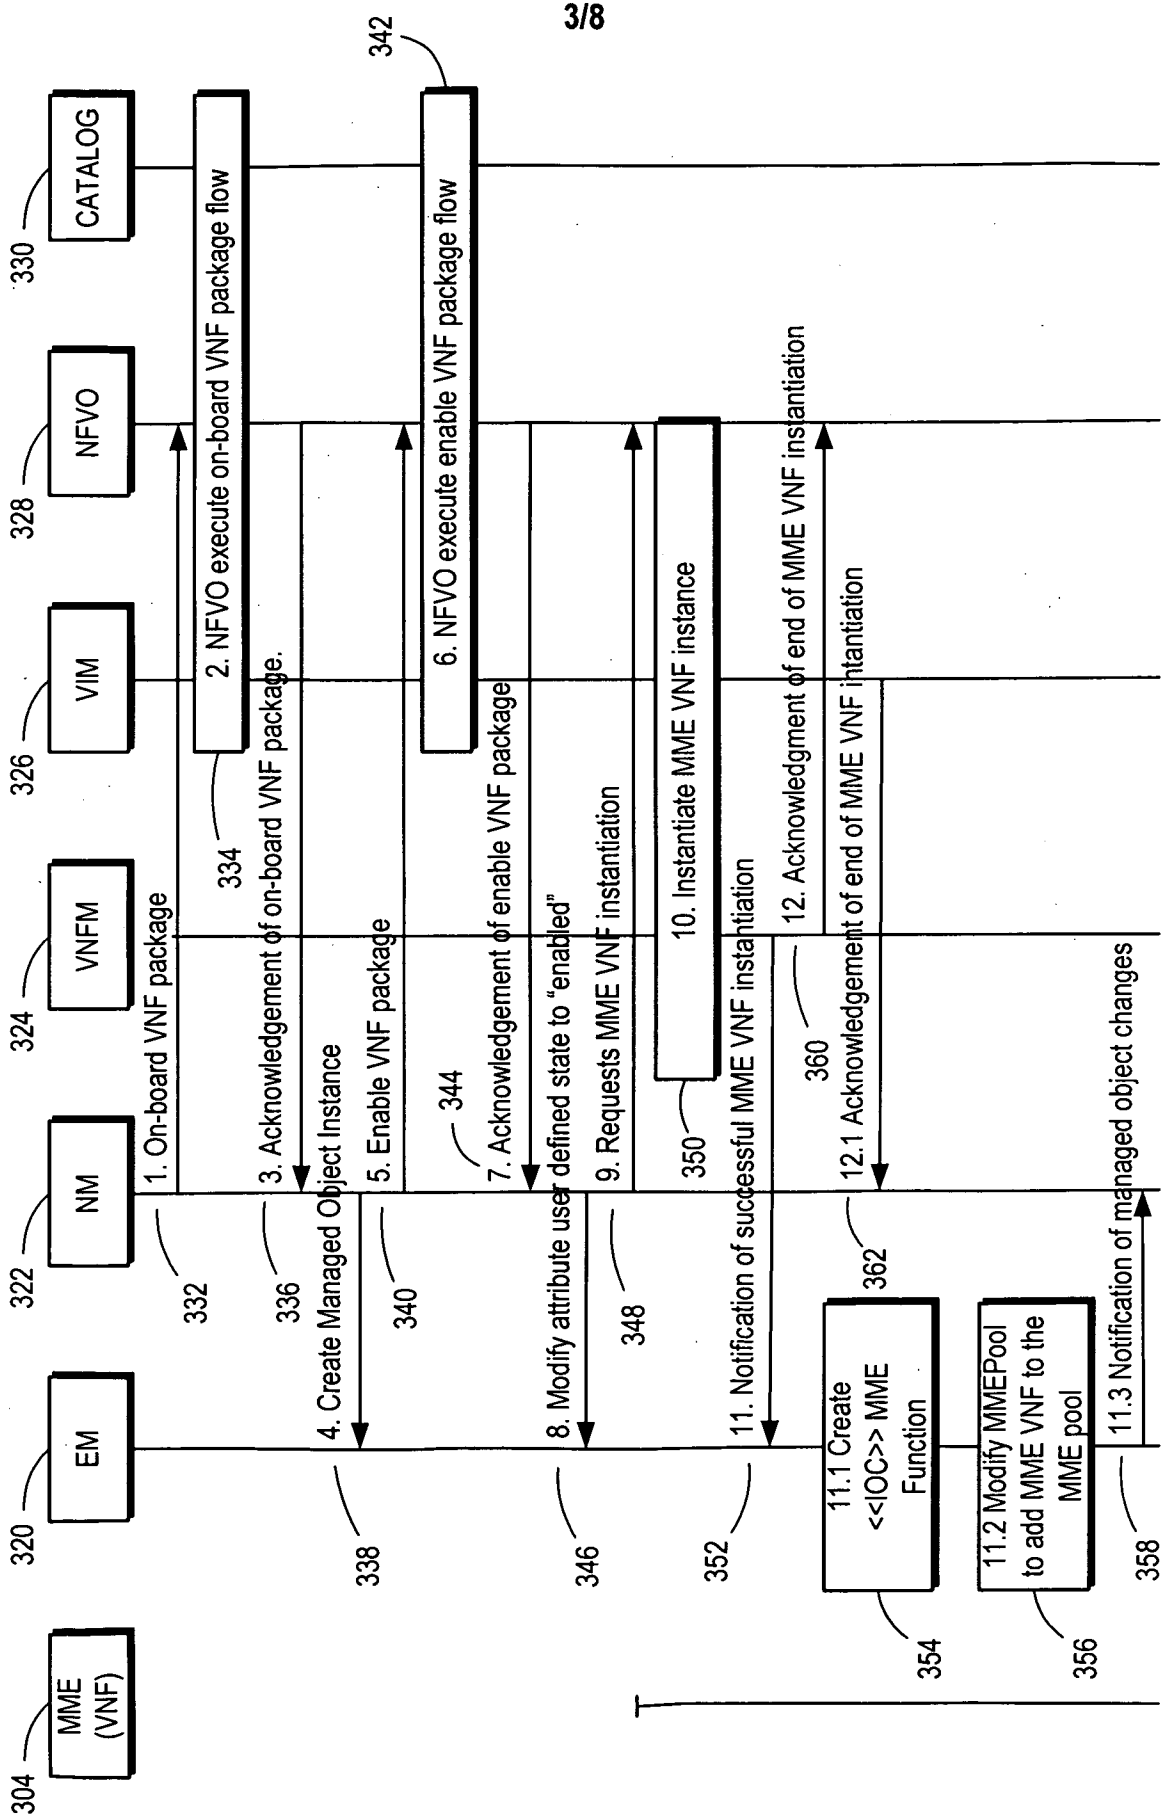 3/8
304
320
322
324
326
328
330
MME
(VNF)
EM
NM
VNFM
VIM
NFVO
CATALOG
332
1. On-board VNF package
334
2. NFVO execute on-board VNF package flow
336
3. Acknowledgement of on-board VNF package.
338
4. Create Managed Object Instance
340
5. Enable VNF package
342
6. NFVO execute enable VNF package flow
344
7. Acknowledgement of enable VNF package
346
8. Modify attribute user defined state to “enabled”
348
9. Requests MME VNF instantiation
350
10. Instantiate MME VNF instance
352
11. Notification of successful MME VNF instantiation
354
11.1 Create
<<IOC>> MME
Function
360
12. Acknowledgment of end of MME VNF instantiation
362
12.1 Acknowledgement of end of MME VNF intantiation
356
11.2 Modify MMEPool
to add MME VNF to the
MME pool
358
11.3 Notification of managed object changes